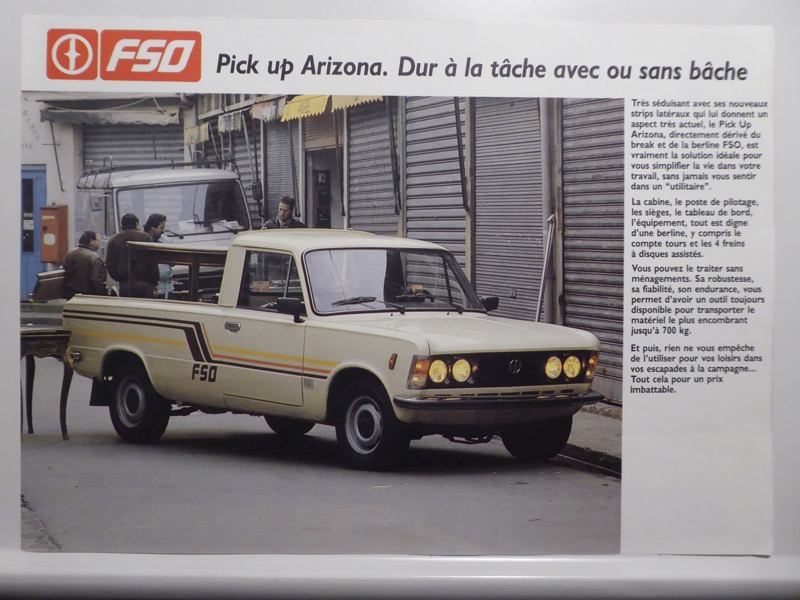 FSO
Pick up Arizona. Dur à la tâche avec ou sans bâche
Très séduisant avec ses nouveaux
strips latéraux qui lui donnent un
aspect très actuel, le Pick Up
Arizona, directement dérivé du
break et de la berline FSO, est
vraiment la solution idéale pour
vous simplifier la vie dans votre
travail, sans jamais vous sentir
dans un "utilitaire".
La cabine, le poste de pilotage,
les sièges, le tableau de bord,
l'équipement, tout est digne
d'une berline, y compris le
compte tours et les 4 freins
à disques assistés.
Vous pouvez le traiter sans
ménagements. Sa robustesse,
sa fiabilité, son endurance, vous
permet d'avoir un outil toujours
disponible pour transporter le
matériel le plus encombrant
jusqu'à 700 kg.
Et puis, rien ne vous empêche
de l'utiliser pour vos loisirs dans
vos escapades à la campagne...
Tout cela pour un prix
imbattable.
FSO